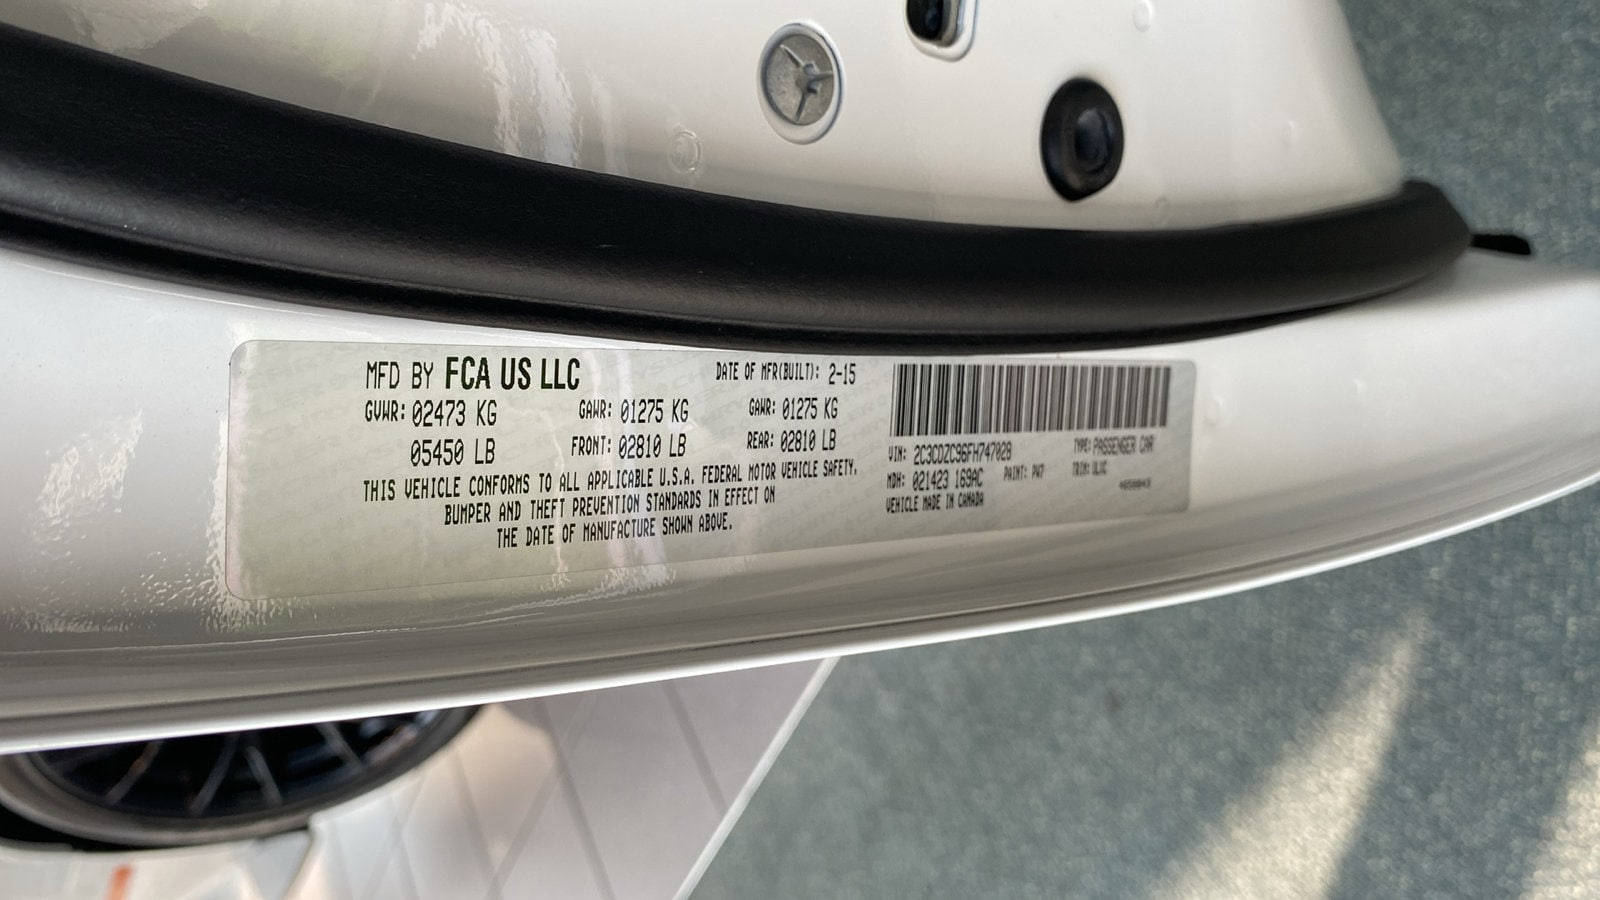 MFD BY FCA US LLC
DATE OF MFR(BUILT): 2-15
GVWR: 02473 KG
GAWR: 01275 KG
GAWR: 01275 KG
05450 LB
FRONT: 02810 LB
REAR: 02810 LB
THIS VEHICLE CONFORMS TO ALL APPLICABLE U.S.A. FEDERAL MOTOR VEHICLE SAFETY,
BUMPER AND THEFT PREVENTION STANDARDS IN EFFECT ON
THE DATE OF MANUFACTURE SHOWN ABOVE.
VIN: 2C3CDZC96FH747028
TYPE: PASSENGER CAR
MDH: 021423 169AC
PAINT: PW7
TRIM:
VEHICLE MADE IN CANADA